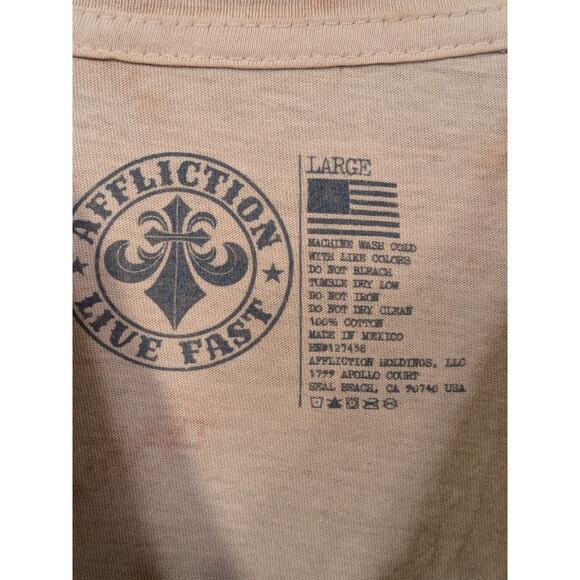 AFFLICTION
LIVE FAST
LARGE
MACHINE WASH COLD
WITH LIKE COLORS
DO NOT BLEACH
TUMBLE DRY LOW
DO NOT IRON
DO NOT DRY CLEAN
100% COTTON
MADE IN MEXICO
RN#127458
AFFLICTION HOLDINGS, LLC
1799 APOLLO COURT
SEAL BEACH, CA 90740 USA